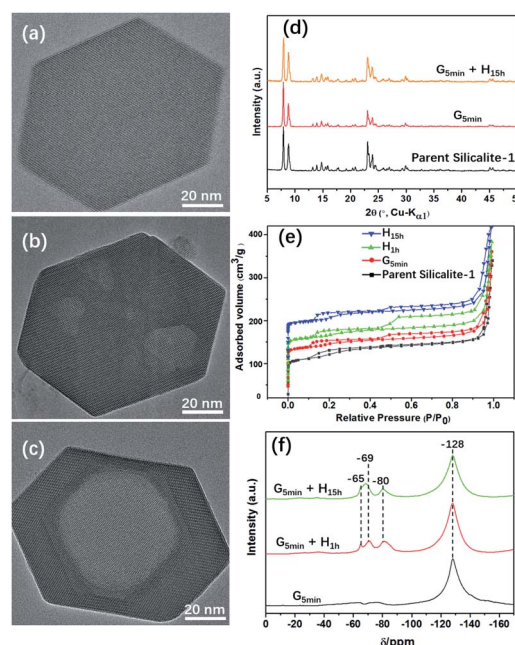 (a)
20 nm
(b)
20 nm
(c)
20 nm
(d)
Intensity (a.u.)
G5min + H15h
G5min
Parent Silicalite-1
5 10 15 20 25 30 35 40 45 50
2θ (°, Cu-Kα1)
(e)
Adsorbed volume (cm³/g)
400
300
200
100
0
H15h
H1h
G5min
Parent Silicalite-1
0.0 0.2 0.4 0.6 0.8 1.0
Relative Pressure (P/P0)
(f)
Intensity (a.u.)
-128
-69
-65
-80
G5min + H15h
G5min + H1h
G5min
0 -20 -40 -60 -80 -100 -120 -140 -160
δ/ppm